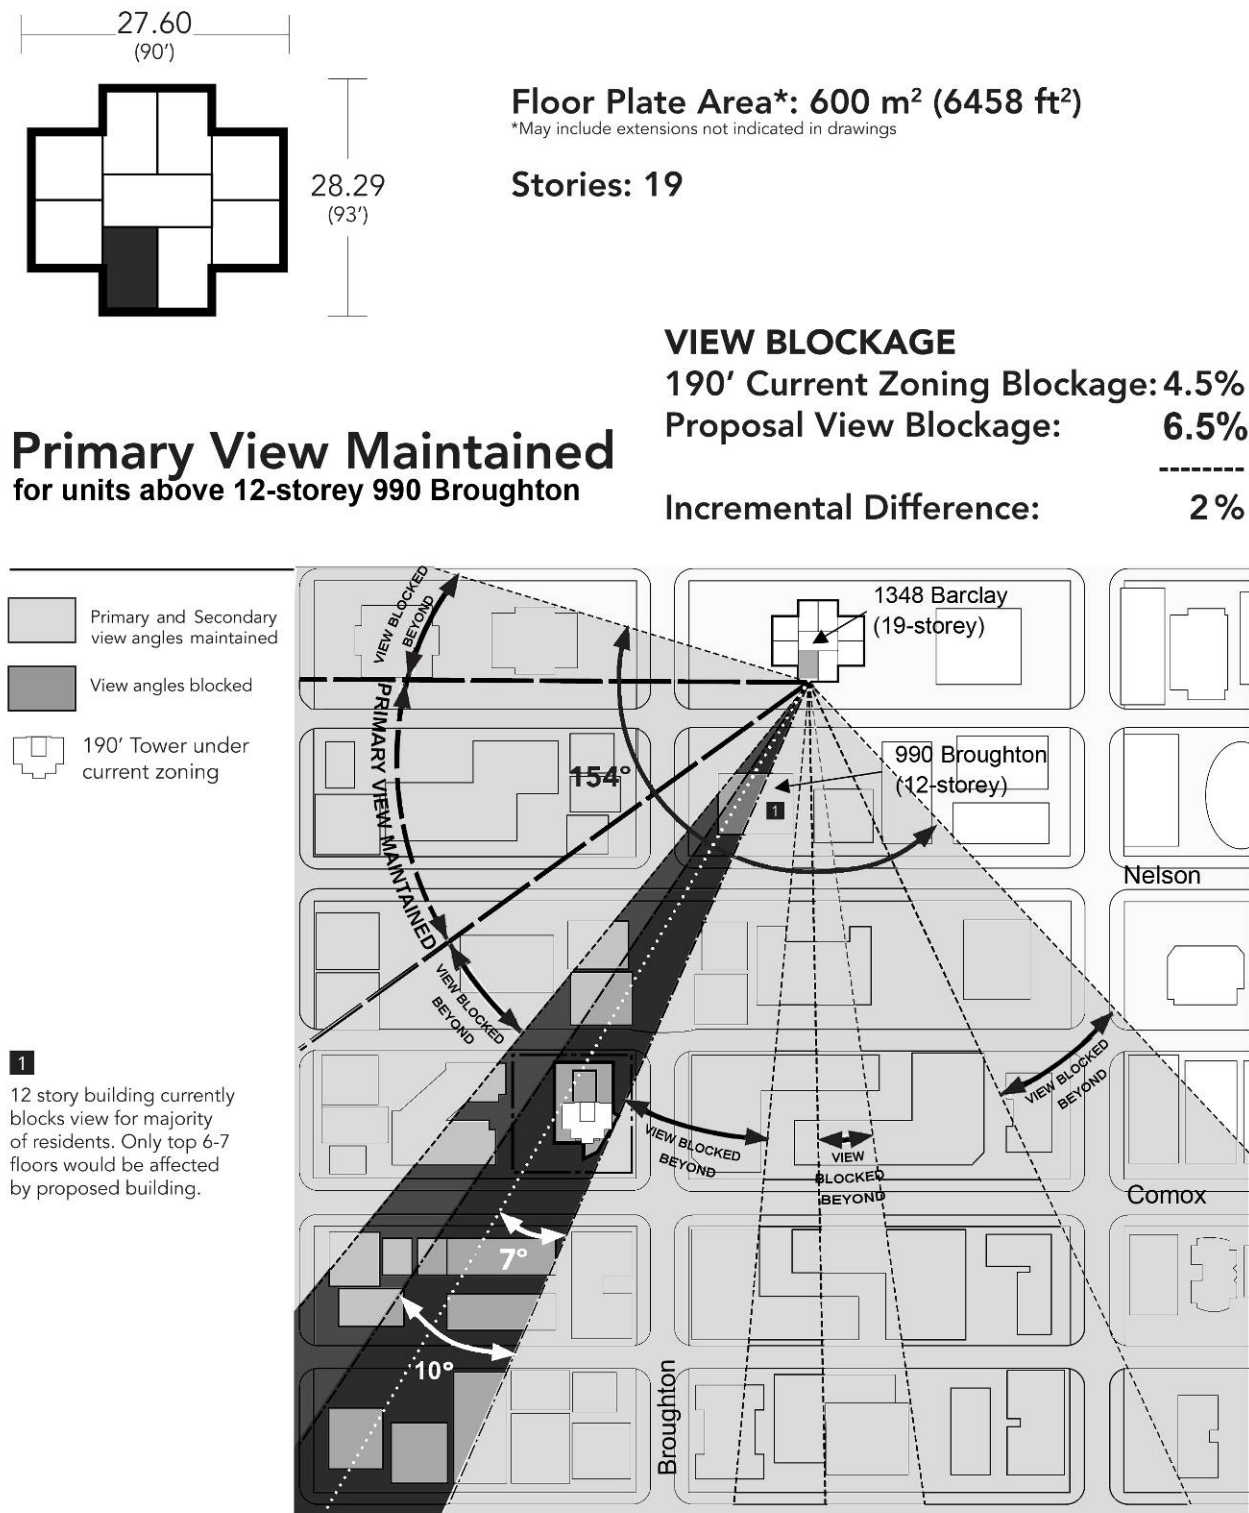 27.60
(90')
28.29
(93')
Floor Plate Area*: 600 m² (6458 ft²)
*May include extensions not indicated in drawings
Stories: 19
VIEW BLOCKAGE
190' Current Zoning Blockage: 4.5%
Proposal View Blockage: 6.5%
--------
Incremental Difference: 2%
Primary View Maintained
for units above 12-storey 990 Broughton
Primary and Secondary
view angles maintained
View angles blocked
190' Tower under
current zoning
1
12 story building currently
blocks view for majority
of residents. Only top 6-7
floors would be affected
by proposed building.
VIEW BLOCKED
BEYOND
1348 Barclay
(19-storey)
PRIMARY VIEW MAINTAINED
154°
990 Broughton
(12-storey)
1
Nelson
VIEW BLOCKED
BEYOND
VIEW BLOCKED
BEYOND
VIEW BLOCKED
BEYOND
VIEW
BLOCKED
BEYOND
Comox
7°
10°
Broughton